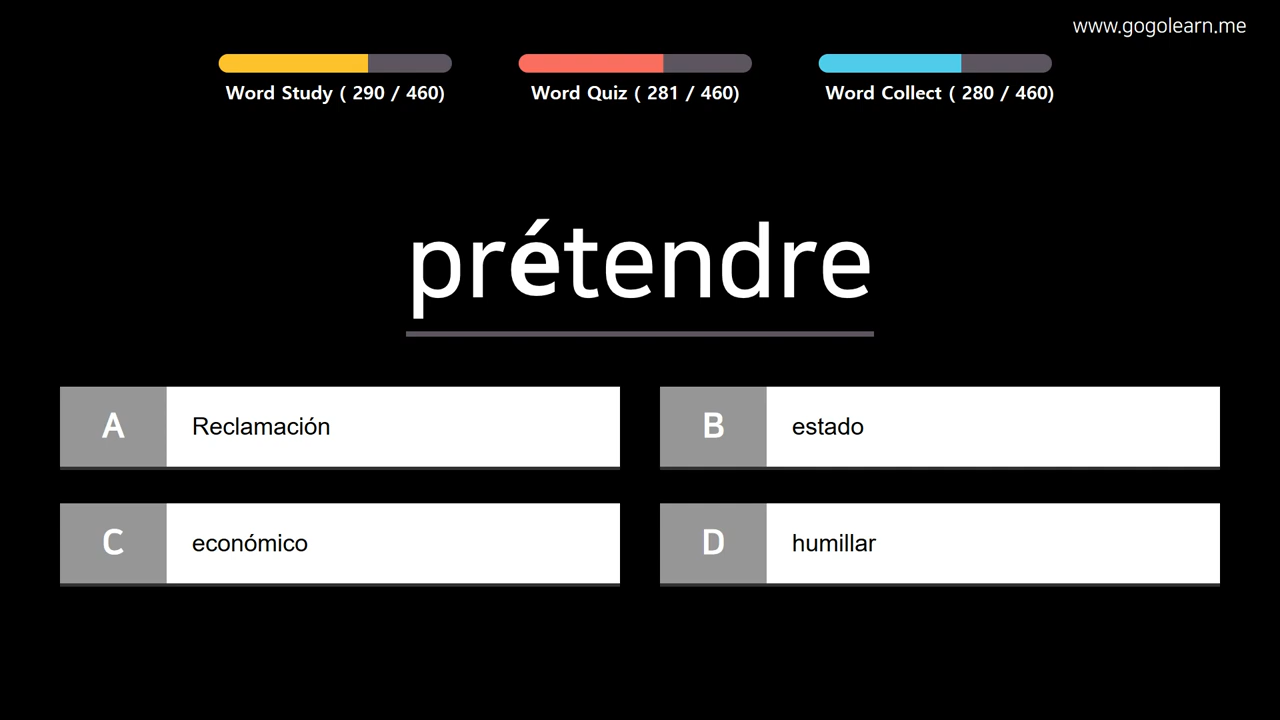 www.gogolearn.me
Word Study ( 290 / 460)
Word Quiz ( 281 / 460)
Word Collect ( 280 / 460)
prétendre
A Reclamación
B estado
C económico
D humillar